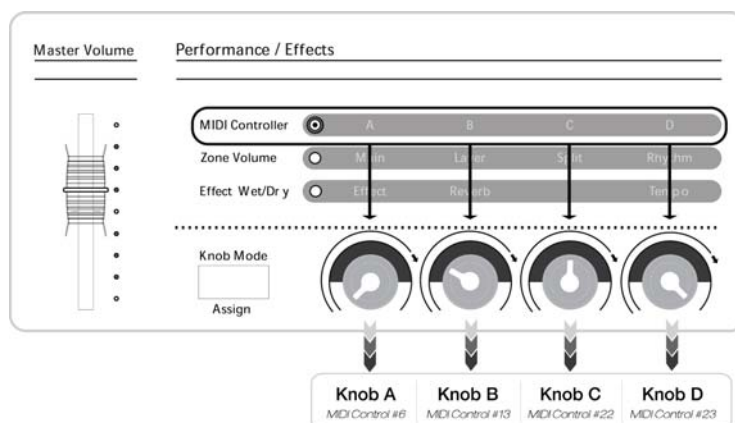 Master Volume
Performance / Effects
MIDI Controller A B C D
Zone Volume Main Layer Split Rhythm
Effect Wet/Dry Effect Reverb Tempo
Knob Mode
Assign
Knob A Knob B Knob C Knob D
MIDI Control #6 MIDI Control #13 MIDI Control #22 MIDI Control #23